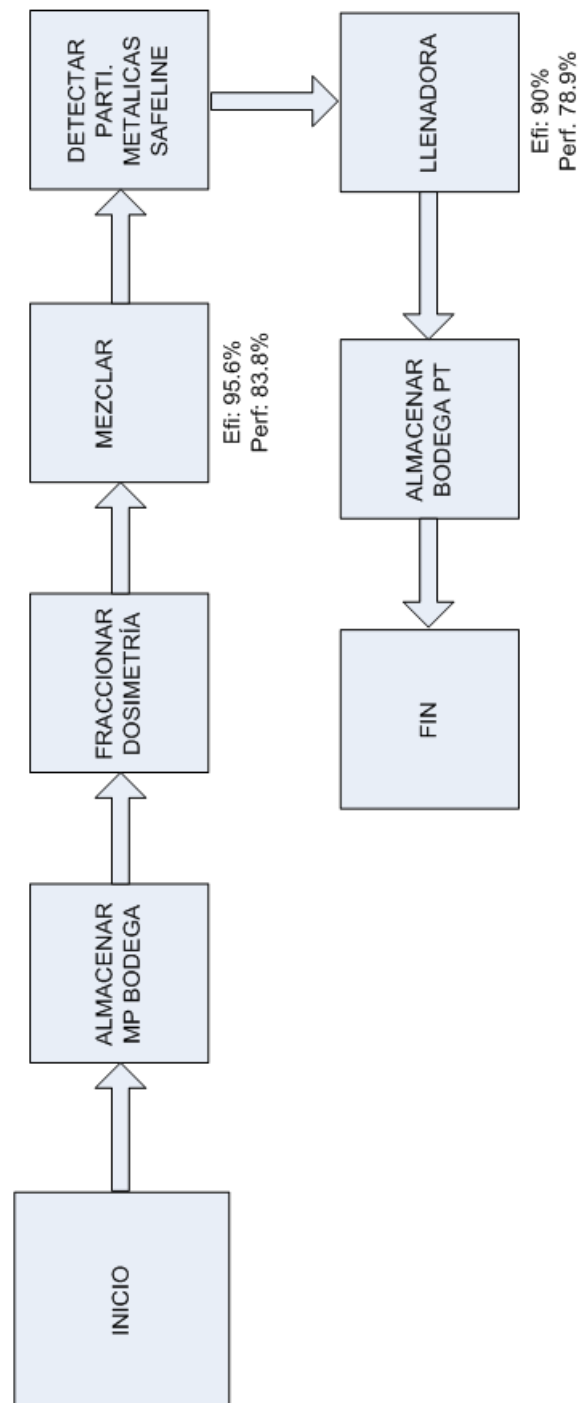 INICIO
ALMACENAR
MP BODEGA
FRACCIONAR
DOSIMETRÍA
MEZCLAR
Efi: 95.6%
Perf: 83.8%
DETECTAR
PARTI.
METALICAS
SAFELINE
LLENADORA
Efi: 90%
Perf. 78.9%
ALMACENAR
BODEGA PT
FIN